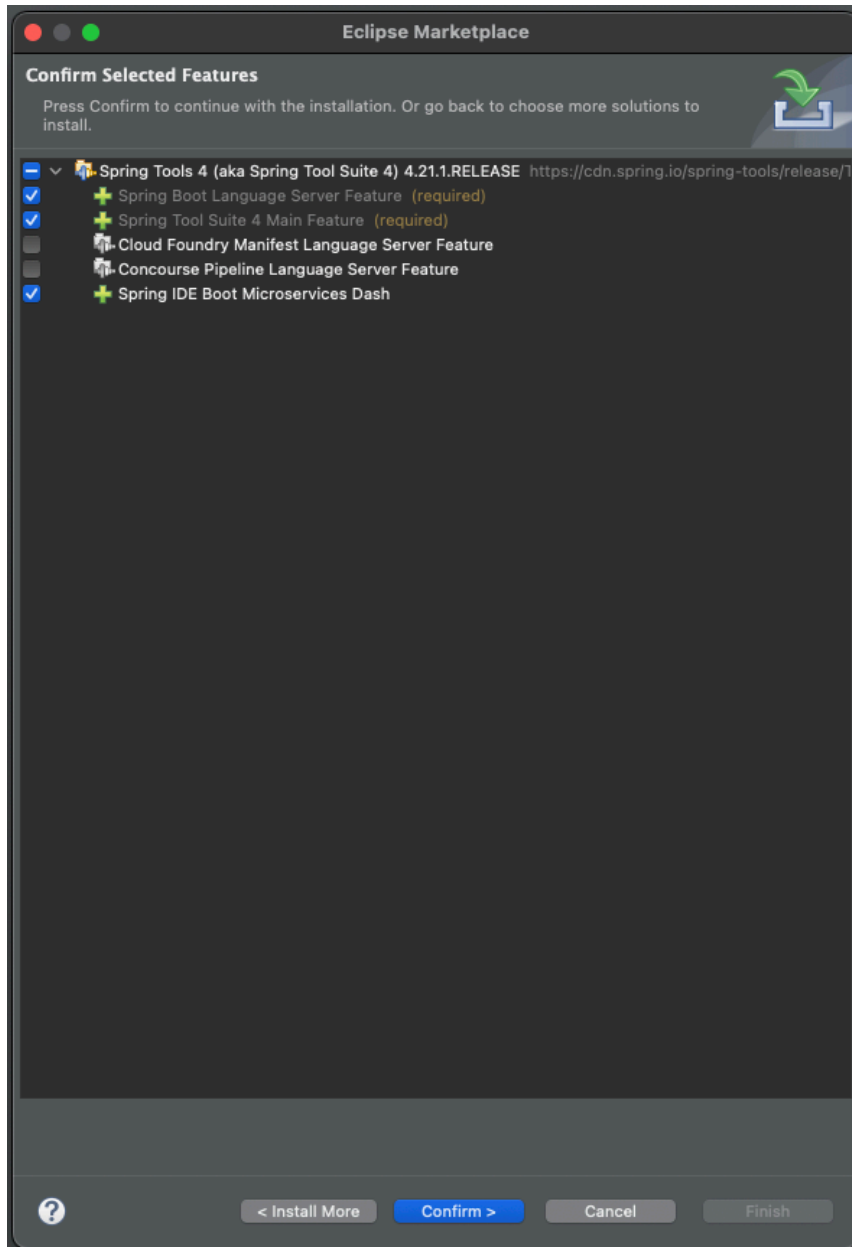 Eclipse Marketplace
Confirm Selected Features
Press Confirm to continue with the installation. Or go back to choose more solutions to
install.
Spring Tools 4 (aka Spring Tool Suite 4) 4.21.1.RELEASE https://cdn.spring.io/spring-tools/release/
Spring Boot Language Server Feature (required)
Spring Tool Suite 4 Main Feature (required)
Cloud Foundry Manifest Language Server Feature
Concourse Pipeline Language Server Feature
Spring IDE Boot Microservices Dash
?
< Install More
Confirm >
Cancel
Finish